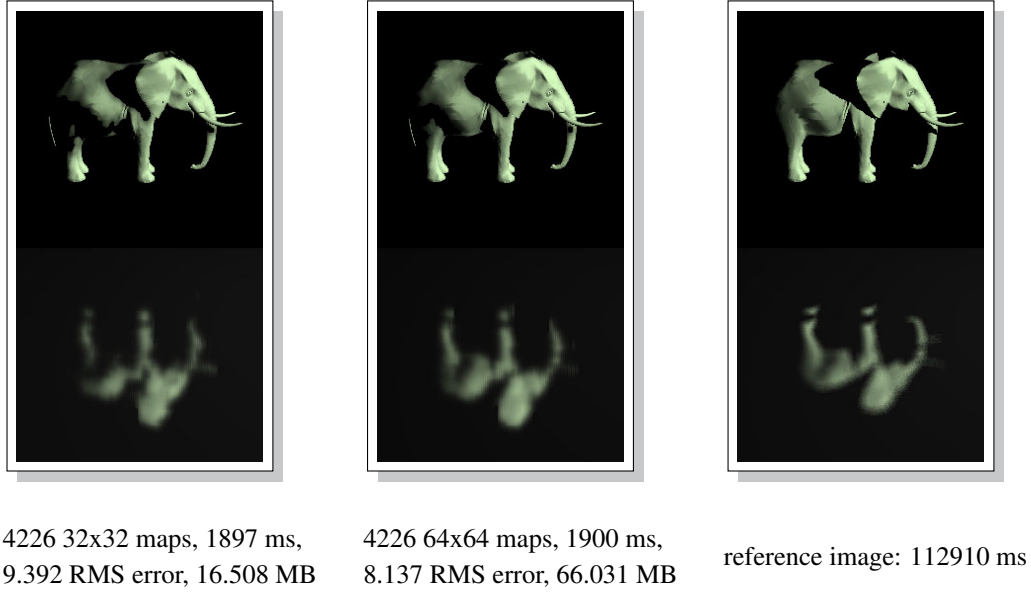 4226 32x32 maps, 1897 ms,
9.392 RMS error, 16.508 MB
4226 64x64 maps, 1900 ms,
8.137 RMS error, 66.031 MB
reference image: 112910 ms